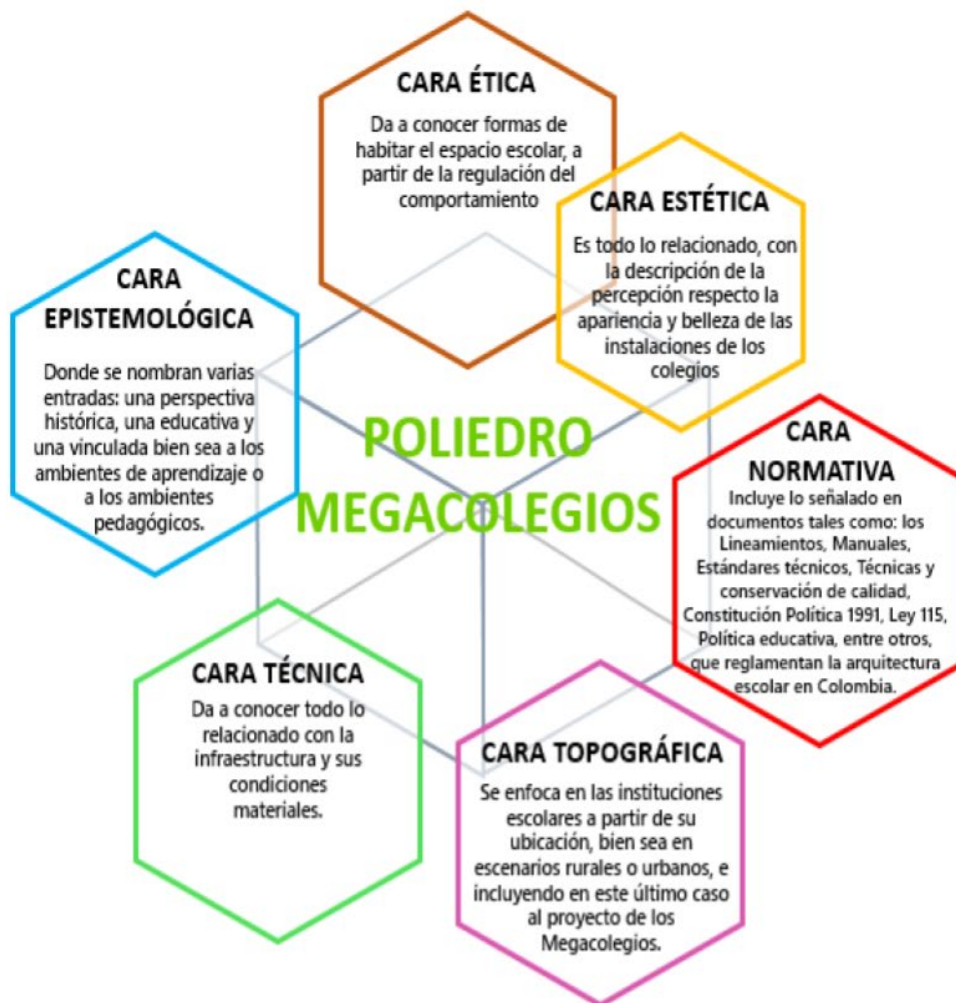 CARA ÉTICA
Da a conocer formas de
habitar el espacio escolar, a
partir de la regulación del
comportamiento
CARA ESTÉTICA
Es todo lo relacionado, con
la descripción de la
percepción respecto la
apariencia y belleza de las
instalaciones de los
colegios
CARA
EPISTEMOLÓGICA
Donde se nombran varias
entradas: una perspectiva
histórica, una educativa y
una vinculada bien sea a los
ambientes de aprendizaje o
a los ambientes
pedagógicos.
POLIEDRO
MEGACOLEGIOS
CARA
NORMATIVA
Incluye lo señalado en
documentos tales como: los
Lineamientos, Manuales,
Estándares técnicos, Técnicas y
conservación de calidad,
Constitución Política 1991, Ley 115,
Política educativa, entre otros,
que reglamentan la arquitectura
escolar en Colombia.
CARA TÉCNICA
Da a conocer todo lo
relacionado con la
infraestructura y sus
condiciones
materiales.
CARA TOPOGRÁFICA
Se enfoca en las instituciones
escolares a partir de su
ubicación, bien sea en
escenarios rurales o urbanos, e
incluyendo en este último caso
al proyecto de los
Megacolegios.